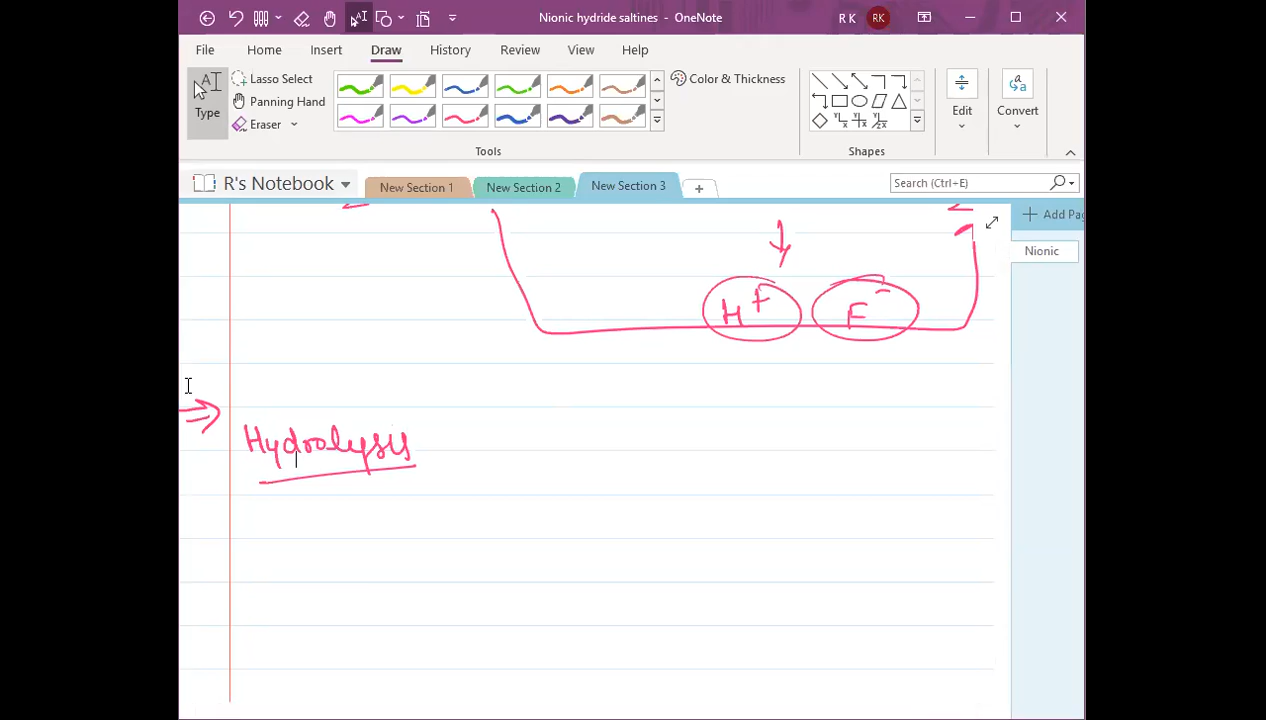 Nionic hydride saltines - OneNote
R K
RK
File
Home
Insert
Draw
History
Review
View
Help
Type
Lasso Select
Panning Hand
Eraser
Color & Thickness
Edit
Convert
Tools
Shapes
R's Notebook
New Section 1
New Section 2
New Section 3
Search (Ctrl+E)
Add Pag
Nionic
H+ F-
⇒ Hydrolysis